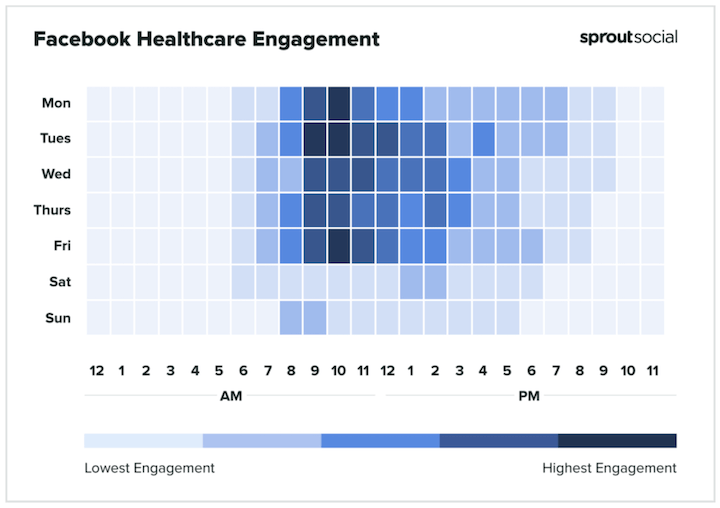 Facebook Healthcare Engagement
sproutsocial
Mon
Tues
Wed
Thurs
Fri
Sat
Sun
12 1 2 3 4 5 6 7 8 9 10 11 12 1 2 3 4 5 6 7 8 9 10 11
AM PM
Lowest Engagement Highest Engagement